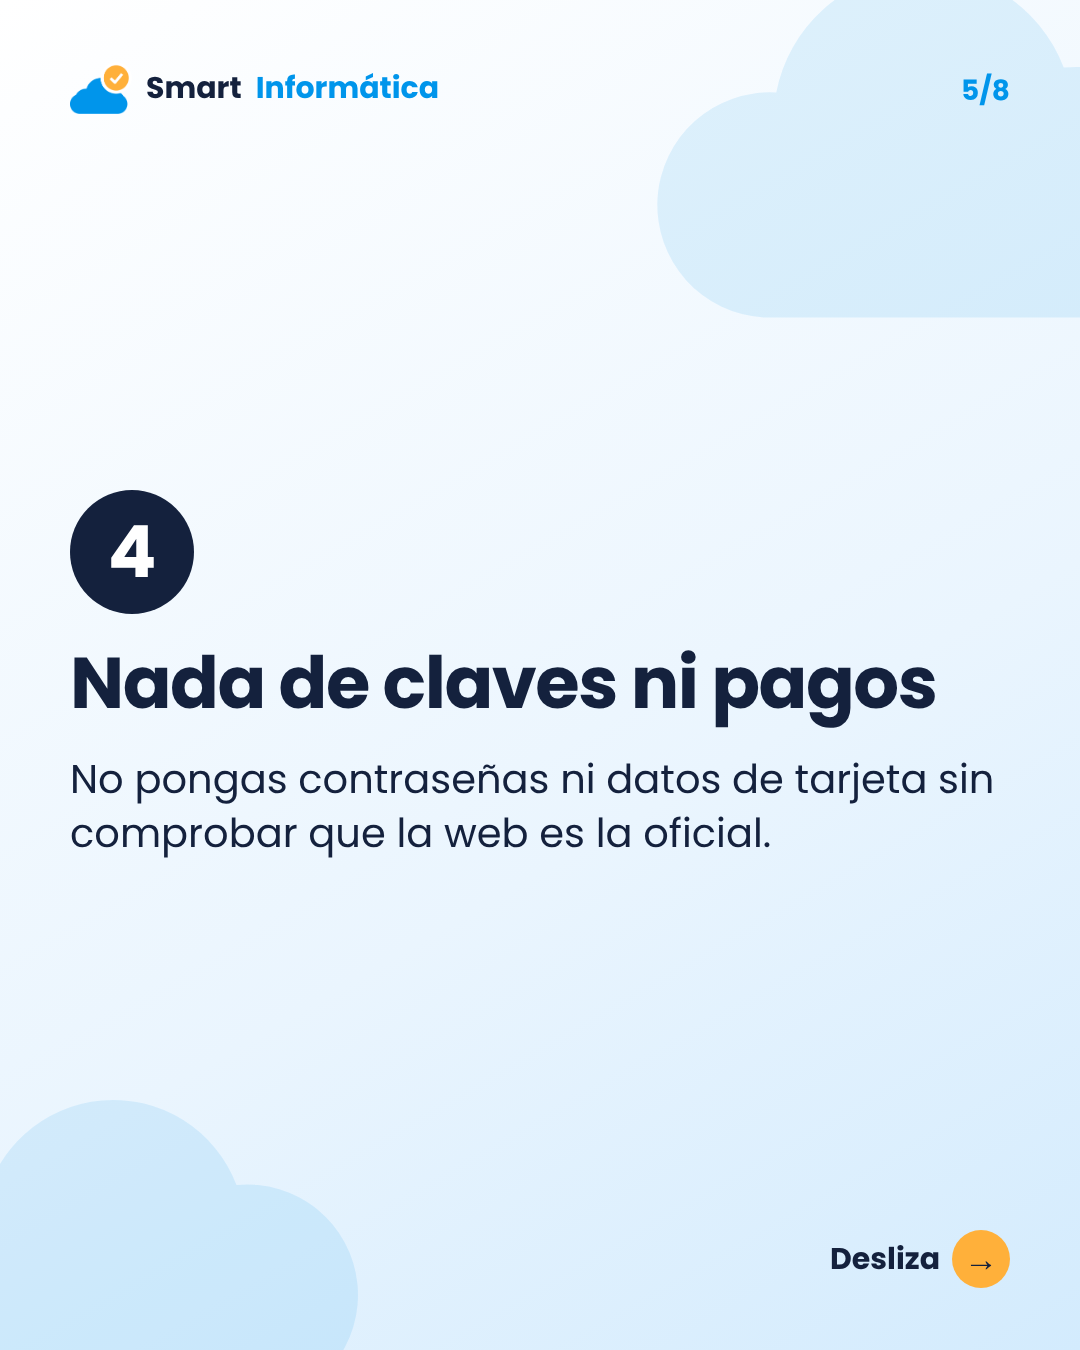 Smart Informática
5/8
4
Nada de claves ni pagos
No pongas contraseñas ni datos de tarjeta sin
comprobar que la web es la oficial.
Desliza →